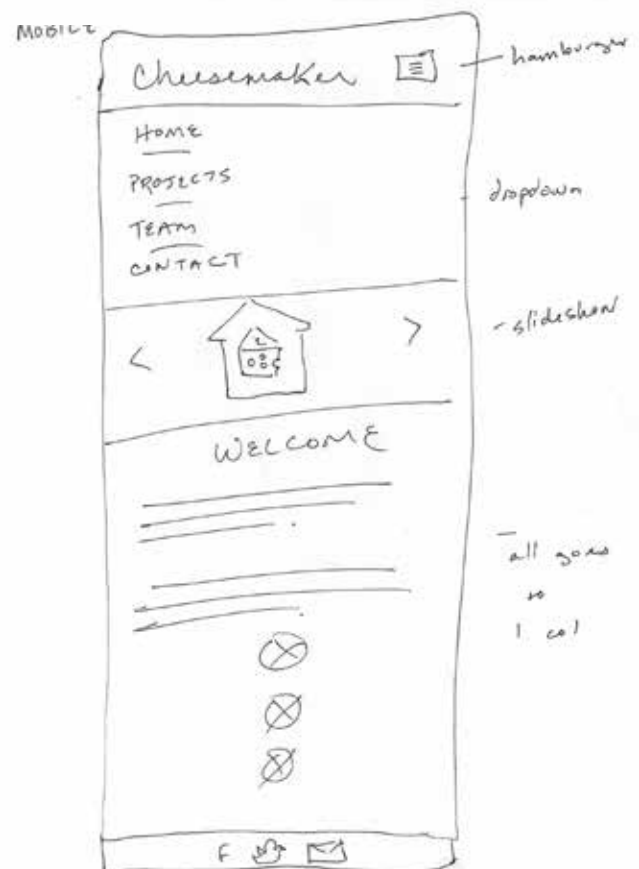 MOBILE
Cheesemaker
hamburger
HOME
PROJECTS
dropdown
TEAM
CONTACT
< >
slideshow
WELCOME
all goes
to
1 col
F